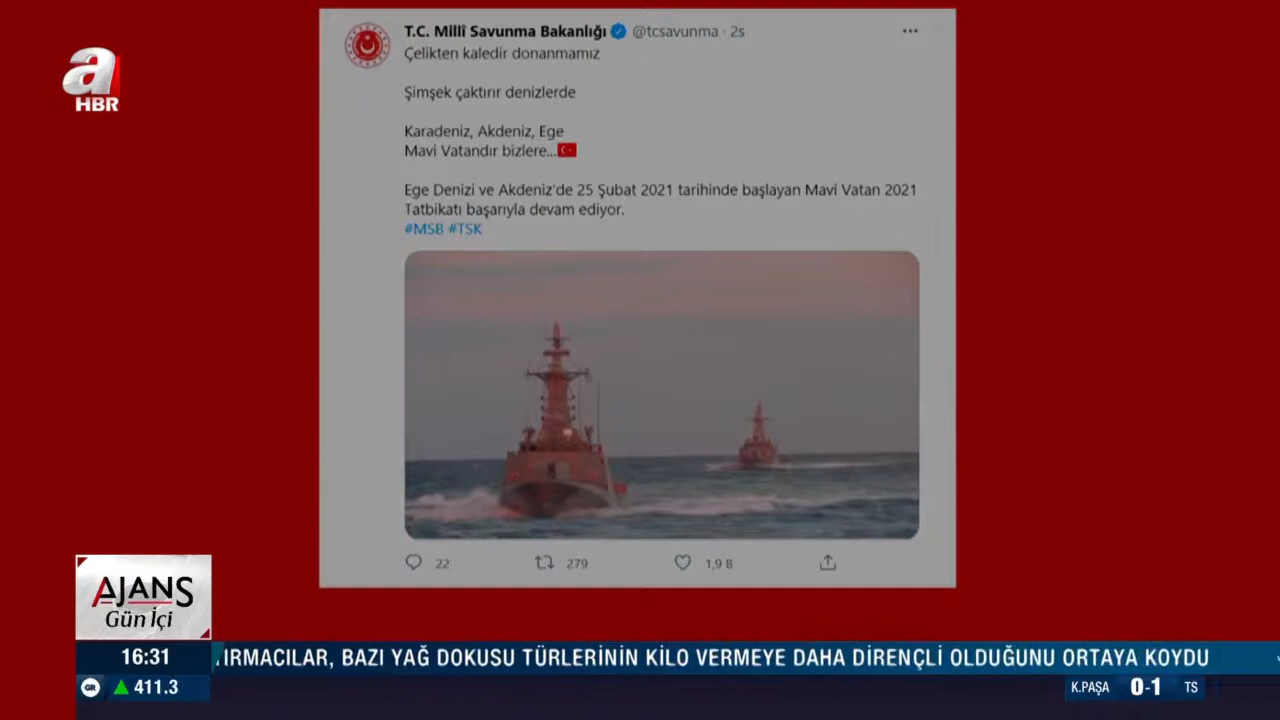 a
HBR
T.C. Millî Savunma Bakanlığı @tcsavunma · 2s
Çelikten kaledir donanmamız
Şimşek çaktırır denizlerde
Karadeniz, Akdeniz, Ege
Mavi Vatandır bizlere...
Ege Denizi ve Akdeniz'de 25 Şubat 2021 tarihinde başlayan Mavi Vatan 2021
Tatbikatı başarıyla devam ediyor.
#MSB #TSK
22 279 1,9 B
AJANS
Gün İçi
16:31
TIRMACILAR, BAZI YAĞ DOKUSU TÜRLERİNİN KİLO VERMEYE DAHA DİRENÇLİ OLDUĞUNU ORTAYA KOYDU
GR 411.3
K.PAŞA 0-1 TS